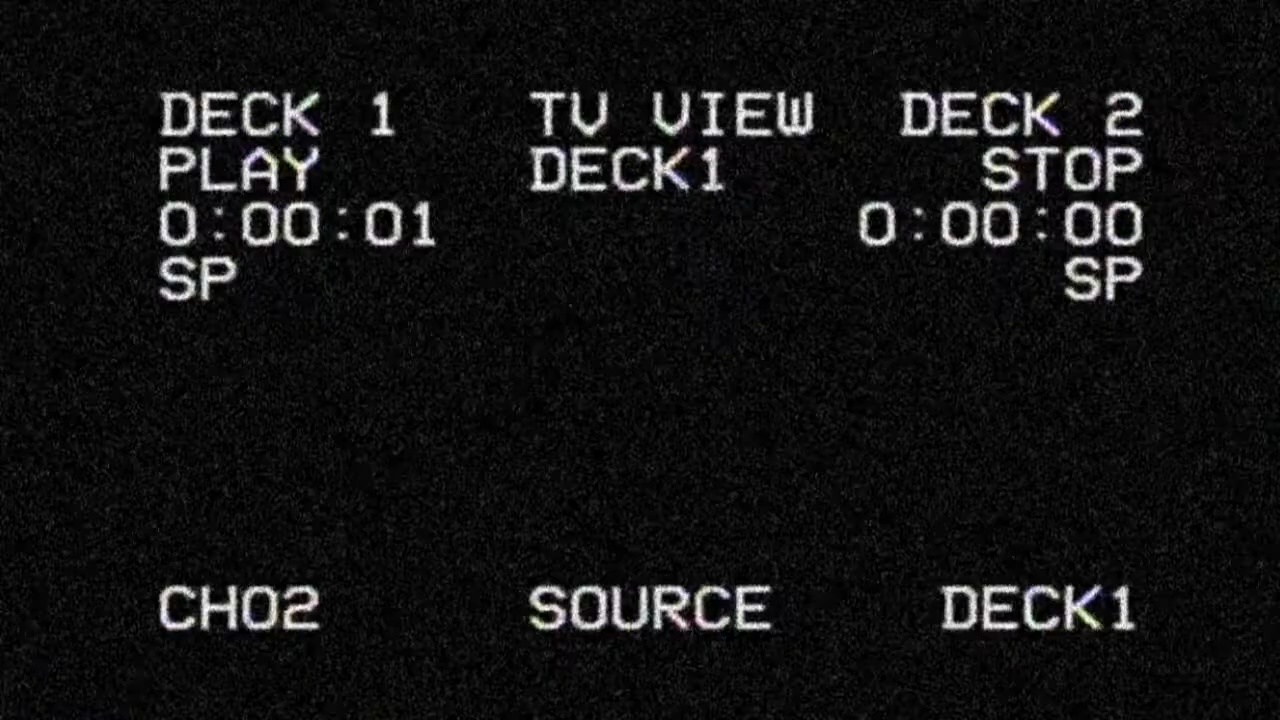 DECK 1 TV VIEW DECK 2
PLAY DECK1 STOP
0:00:01 0:00:00
SP SP
CH02 SOURCE DECK1